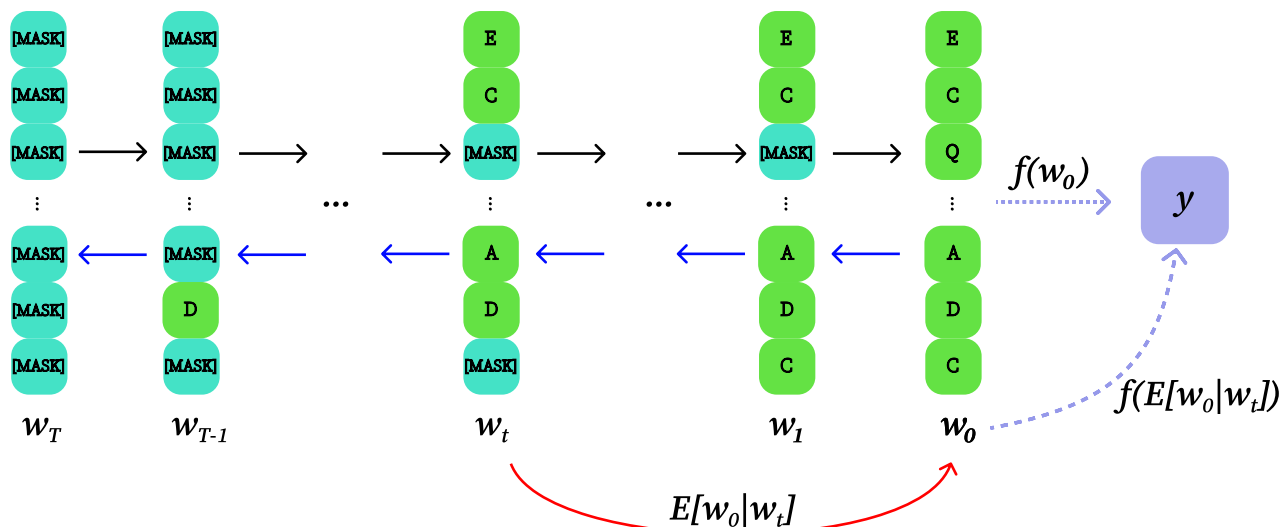 [MASK] [MASK] E E E
[MASK] [MASK] C C C
[MASK] [MASK] [MASK] [MASK] Q
f(w0)
y
⋮ ⋮ ... ⋮ ... ⋮ ⋮
[MASK] [MASK] A A A
[MASK] D D D D
[MASK] [MASK] [MASK] C C
f(E[w0|wt])
wT wT-1 wt w1 w0
E[w0|wt]